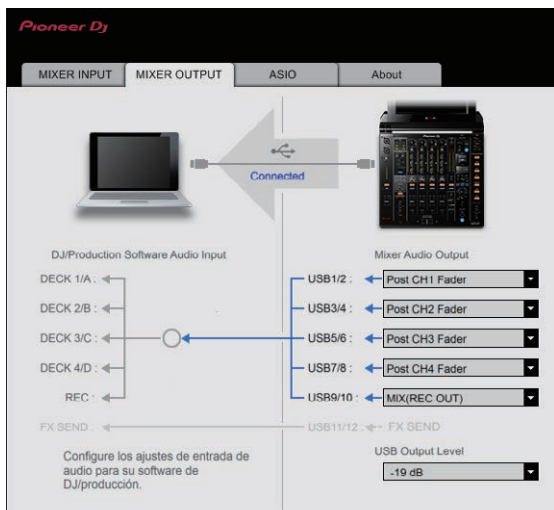 Pioneer Dj
MIXER INPUT
MIXER OUTPUT
ASIO
About
Connected
DJ/Production Software Audio Input
Mixer Audio Output
DECK 1/A :
USB1/2 :
Post CH1 Fader
DECK 2/B :
USB3/4 :
Post CH2 Fader
DECK 3/C :
USB5/6 :
Post CH3 Fader
DECK 4/D :
USB7/8 :
Post CH4 Fader
REC :
USB9/10 :
MIX(REC OUT)
FX SEND :
USB11/12 :
FX SEND
Configure los ajustes de entrada de
audio para su software de
DJ/producción.
USB Output Level
-19 dB